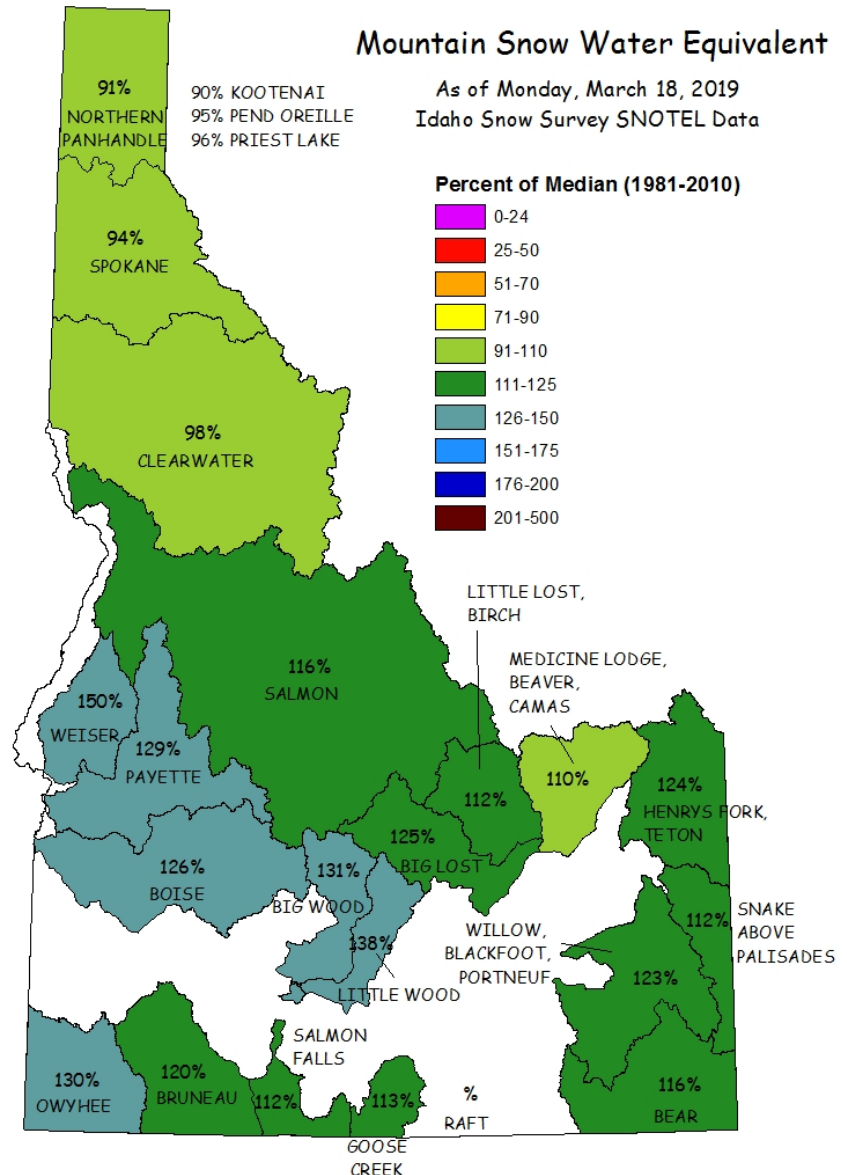 Mountain Snow Water Equivalent
As of Monday, March 18, 2019
Idaho Snow Survey SNOTEL Data
91%
NORTHERN
PANHANDLE
90% KOOTENAI
95% PEND OREILLE
96% PRIEST LAKE
Percent of Median (1981-2010)
0-24
25-50
51-70
71-90
91-110
111-125
126-150
151-175
176-200
201-500
94%
SPOKANE
98%
CLEARWATER
116%
SALMON
LITTLE LOST,
BIRCH
112%
MEDICINE LODGE,
BEAVER,
CAMAS
110%
150%
WEISER
129%
PAYETTE
124%
HENRYS FORK,
TETON
125%
BIG LOST
126%
BOISE
131%
BIG WOOD
138%
LITTLE WOOD
WILLOW,
BLACKFOOT,
PORTNEUF
123%
112%
SNAKE
ABOVE
PALISADES
130%
OWYHEE
120%
BRUNEAU
SALMON
FALLS
112%
113%
GOOSE
CREEK
%
RAFT
116%
BEAR